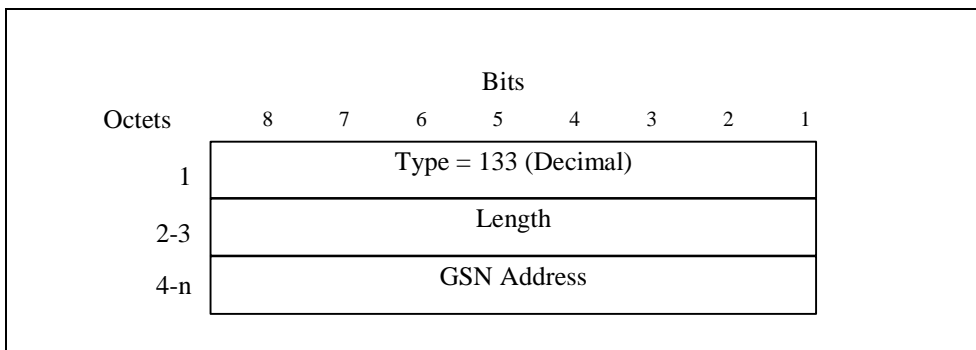 Bits
Octets 8 7 6 5 4 3 2 1
1 Type = 133 (Decimal)
2-3 Length
4-n GSN Address